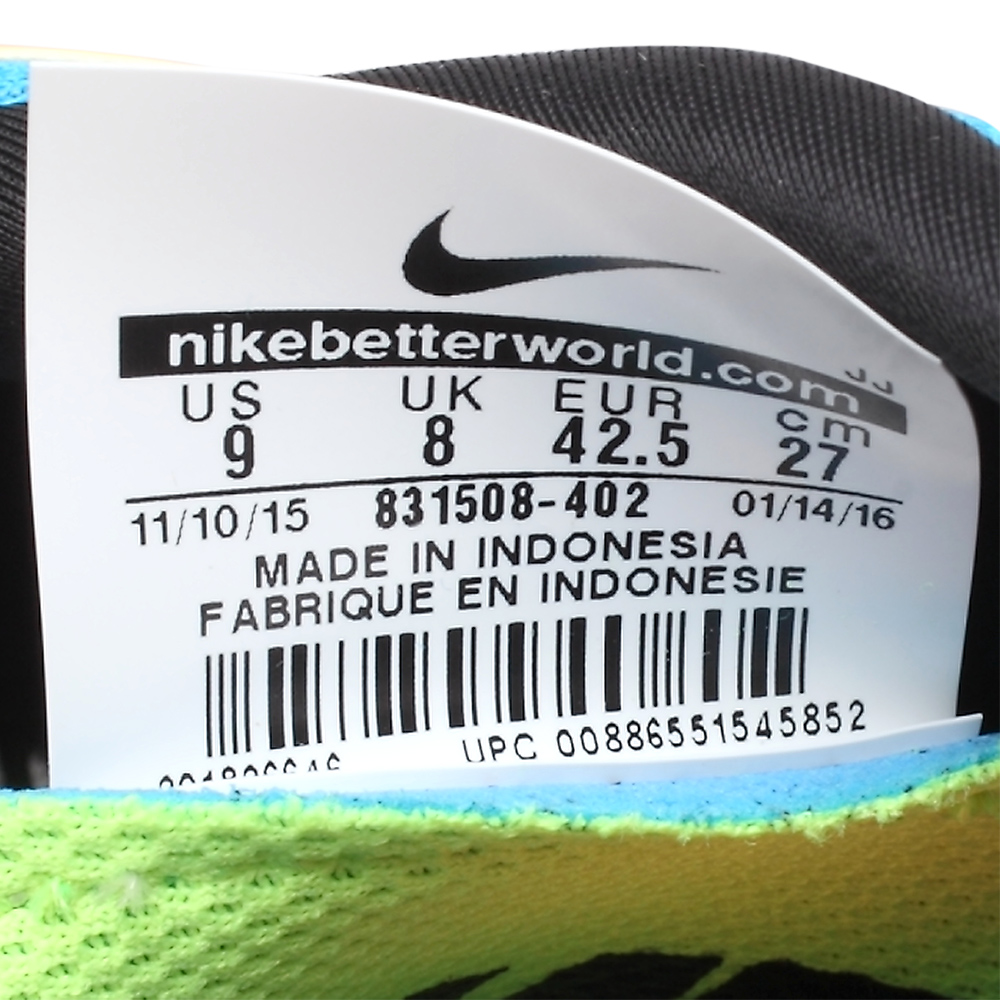 nikebetterworld.com
JJ
US UK EUR cm
9 8 42.5 27
11/10/15 831508-402 01/14/16
MADE IN INDONESIA
FABRIQUE EN INDONESIE
UPC 00886551545852